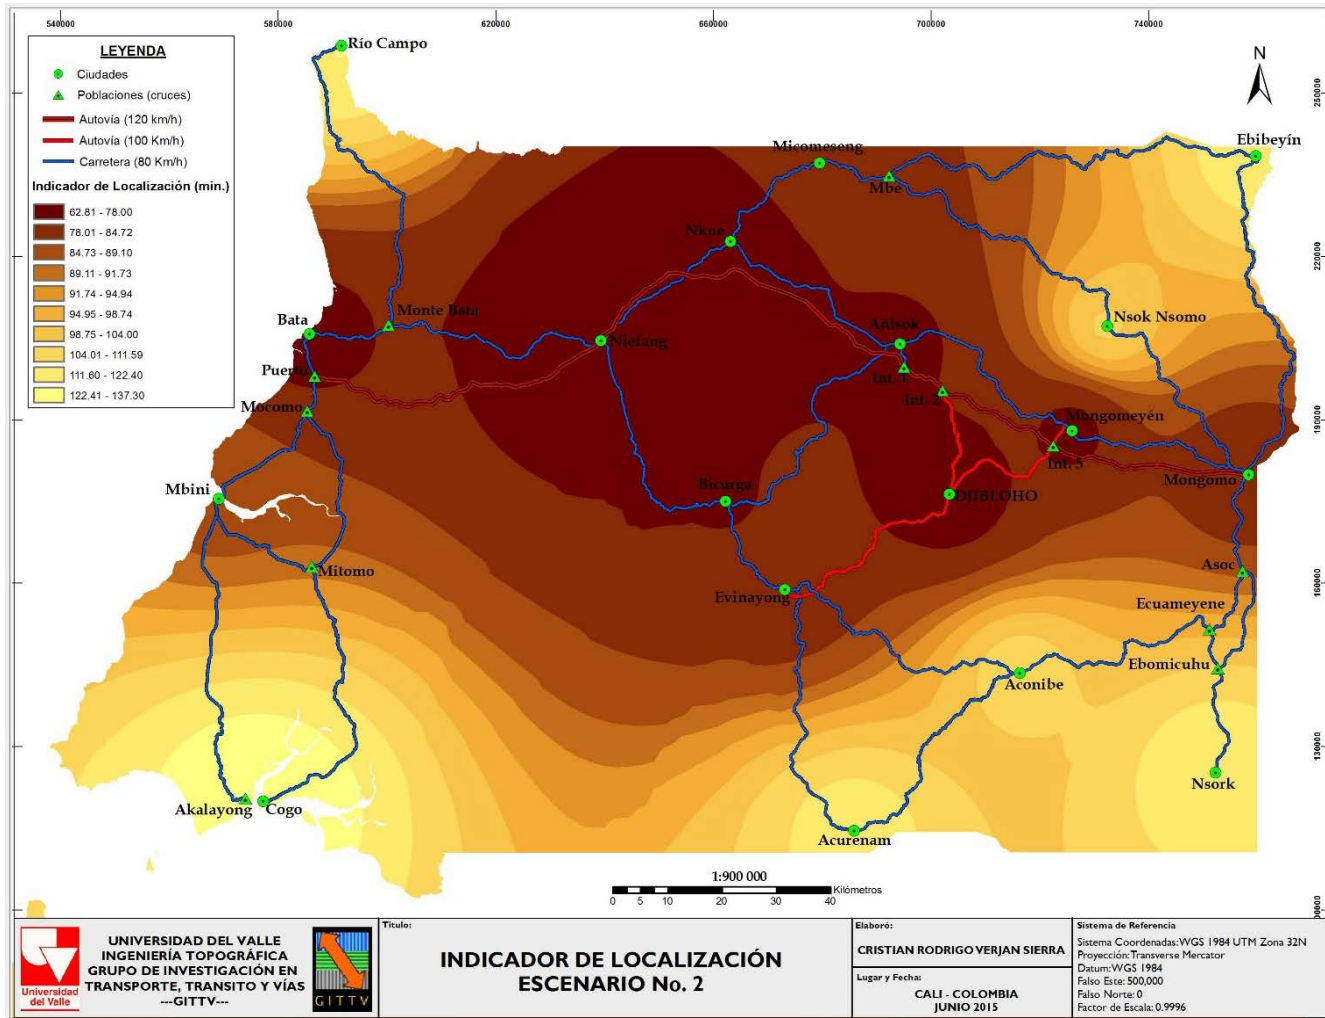 540000
580000
620000
660000
700000
740000
LEYENDA
Ciudades
Poblaciones (cruces)
Autovía (120 km/h)
Autovía (100 Km/h)
Carretera (80 Km/h)
Indicador de Localización (min.)
62.81 - 78.00
78.01 - 84.72
84.73 - 89.10
89.11 - 91.73
91.74 - 94.94
94.95 - 98.74
98.75 - 104.00
104.01 - 111.59
111.60 - 122.40
122.41 - 137.30
N
250000
220000
190000
160000
130000
Río Campo
Micomeseng
Ebibeyín
Mbe
Nkue
Monte Bata
Bata
Niefang
Añisok
Nsok Nsomo
Puerto
Int. 1
Int. 2
Mocomo
Mongomeyén
Int. 5
Mongomo
Mbini
Bicurga
DJIBLOHO
Mitomo
Asoc
Evinayong
Ecuameyene
Ebomicuhu
Aconibe
Nsork
Akalayong
Cogo
Acurenam
1:900 000
Kilómetros
0 5 10 20 30 40
Universidad
del Valle
UNIVERSIDAD DEL VALLE
INGENIERÍA TOPOGRÁFICA
GRUPO DE INVESTIGACIÓN EN
TRANSPORTE, TRANSITO Y VÍAS
---GITTV---
GITTV
Título:
INDICADOR DE LOCALIZACIÓN
ESCENARIO No. 2
Elaboró:
CRISTIAN RODRIGO VERJAN SIERRA
Lugar y Fecha:
CALI - COLOMBIA
JUNIO 2015
Sistema de Referencia
Sistema Coordenadas: WGS 1984 UTM Zona 32N
Proyección: Transverse Mercator
Datum: WGS 1984
Falso Este: 500,000
Falso Norte: 0
Factor de Escala: 0.9996